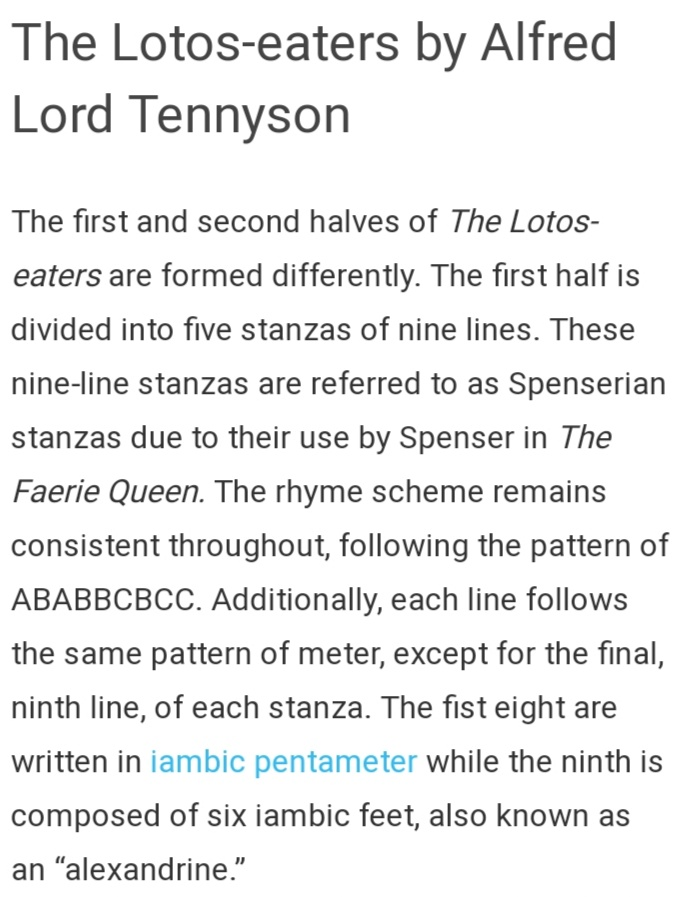 The Lotos-eaters by Alfred
Lord Tennyson
The first and second halves of The Lotos-
eaters are formed differently. The first half is
divided into five stanzas of nine lines. These
nine-line stanzas are referred to as Spenserian
stanzas due to their use by Spenser in The
Faerie Queen. The rhyme scheme remains
consistent throughout, following the pattern of
ABABBCBCC. Additionally, each line follows
the same pattern of meter, except for the final,
ninth line, of each stanza. The fist eight are
written in iambic pentameter while the ninth is
composed of six iambic feet, also known as
an “alexandrine.”